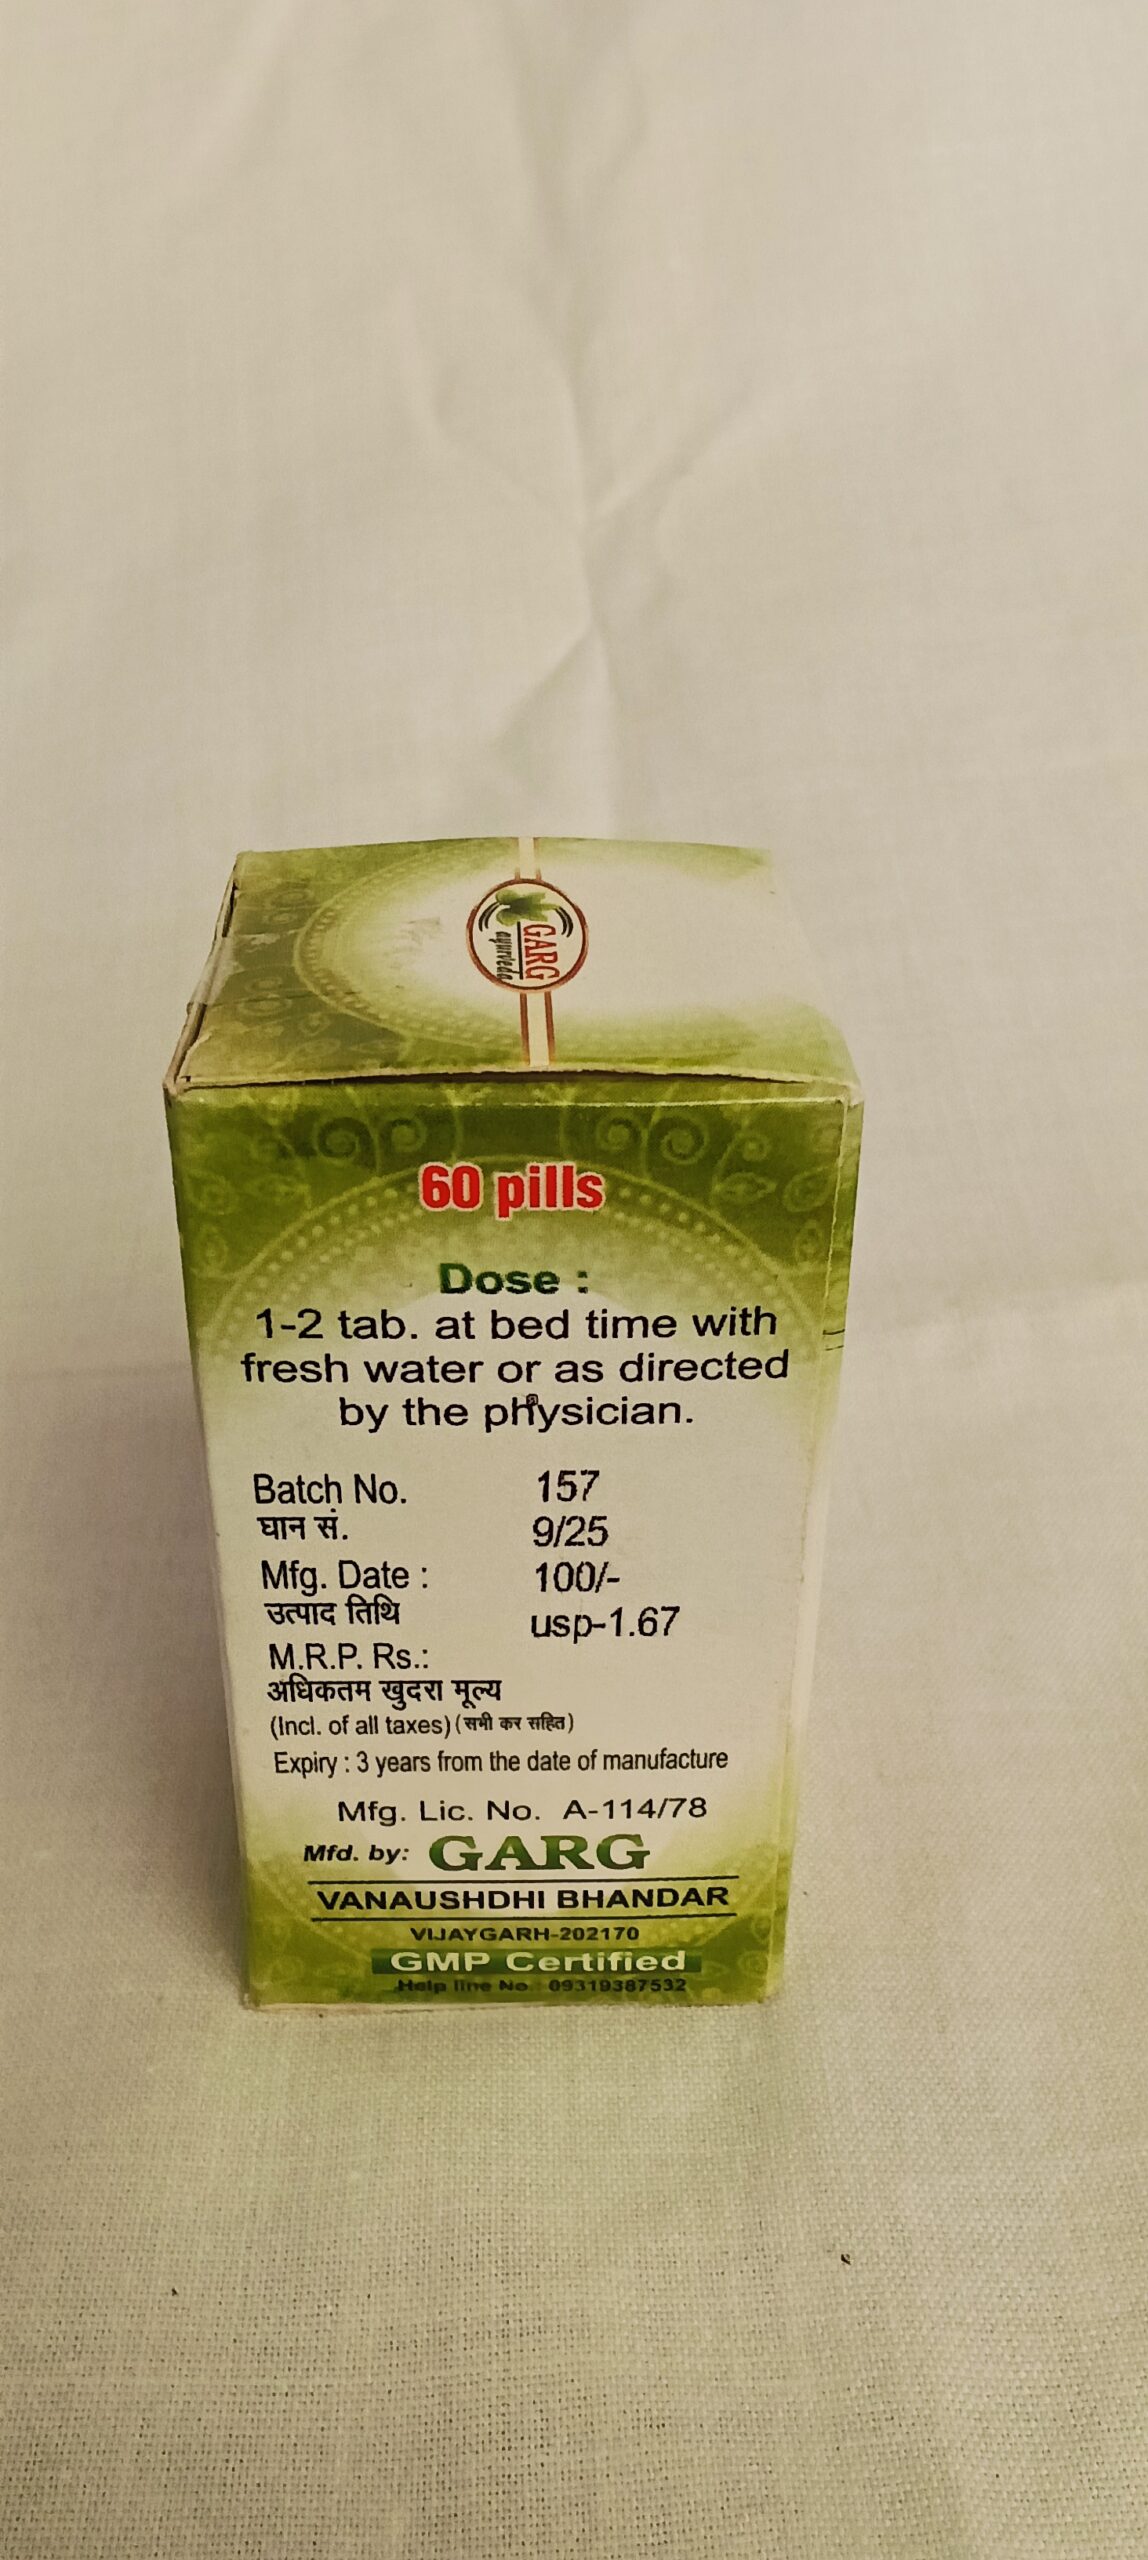 GARG
ayurveda
60 pills
Dose :
1-2 tab. at bed time with
fresh water or as directed
by the physician.
Batch No. 157
घान सं. 9/25
Mfg. Date : 100/-
उत्पाद तिथि usp-1.67
M.R.P. Rs.:
अधिकतम खुदरा मूल्य
(Incl. of all taxes) (सभी कर सहित)
Expiry : 3 years from the date of manufacture
Mfg. Lic. No. A-114/78
Mfd. by: GARG
VANAUSHDHI BHANDAR
VIJAYGARH-202170
GMP Certified
Help line No 09319387532